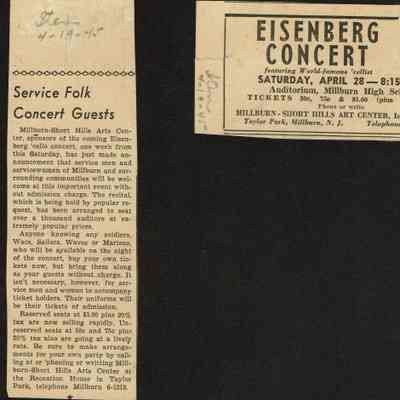 4-19-45
Service Folk
Concert Guests
Millburn-Short Hills Arts Cen-
ter, sponsors of the coming Eisen-
berg 'cello concert, one week from
this Saturday, has just made an-
nouncement that service men and
servicewomen of Millburn and sur-
rounding communities will be wel-
come at this important event with-
out admission charge. The recital,
which is being held by popular re-
quest, has been arranged to seat
over a thousand auditors at ex-
tremely popular prices.
Anyone knowing any soldiers,
Wacs, Sailors, Waves or Marines,
who will be available on the night
of the concert, buy your own tic-
kets now, but bring them along
as your guests without charge. It
isn't necessary, however, for ser-
vice men and women to accompany
ticket holders. Their uniforms will
be their tickets of admission.
Reserved seats at $1.00 plus 20%
tax are now selling rapidly. Un-
reserved seats at 50c and 75c plus
20% tax also are going at a lively
rate. Be sure to make arrange-
ments for your own party by call-
ing at or 'phoning or writing Mill-
burn-Short Hills Arts Center at
the Recreation House in Taylor
Park, telephone Millburn
EISENBERG
CONCERT
featuring World-famous 'cellist
SATURDAY, APRIL 28—8:15
Auditorium, Millburn High Sc
TICKETS 50c, 75c & $1.00 (plus
Phone or write
MILLBURN - SHORT HILLS ART CENTER, In
Taylor Park, Millburn, N. J. Telephone